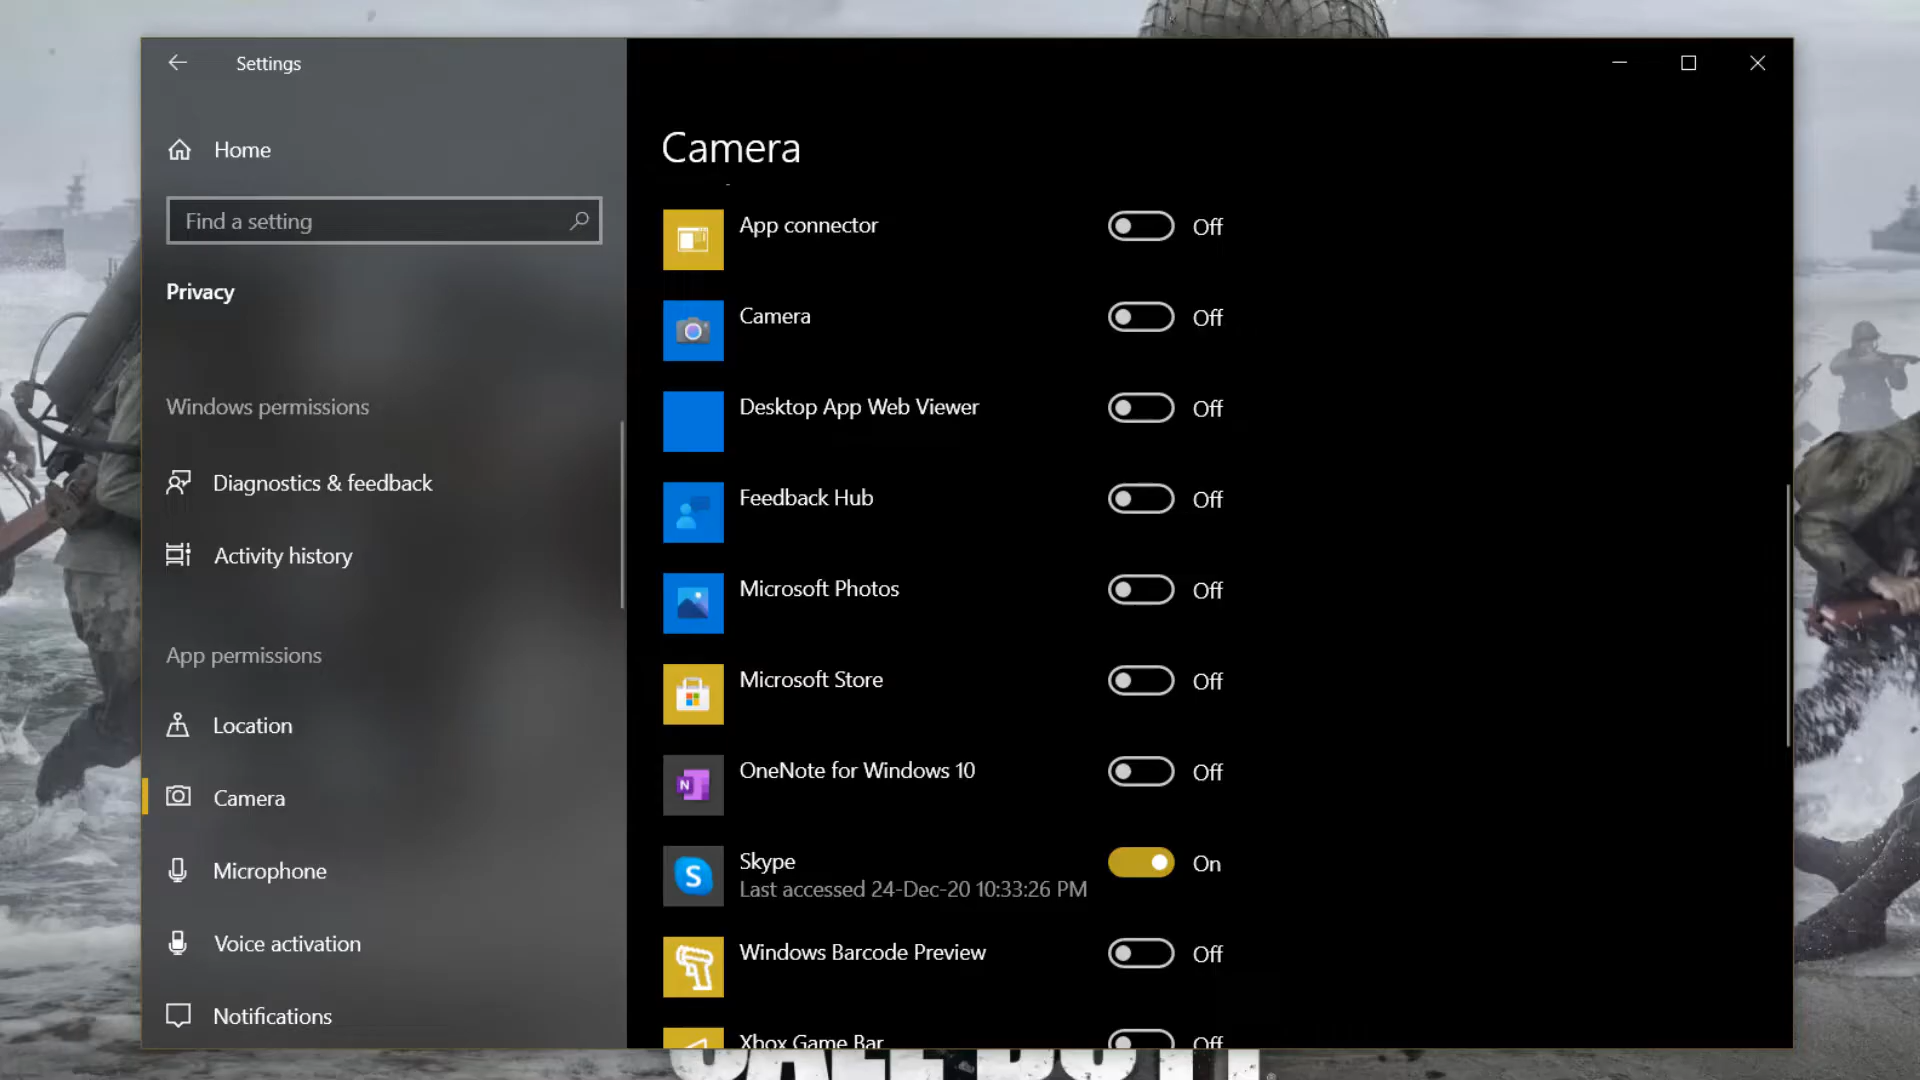 Settings
Home
Find a setting
Privacy
Windows permissions
Diagnostics & feedback
Activity history
App permissions
Location
Camera
Microphone
Voice activation
Notifications
Camera
App connector Off
Camera Off
Desktop App Web Viewer Off
Feedback Hub Off
Microsoft Photos Off
Microsoft Store Off
N
OneNote for Windows 10 Off
S
Skype On
Last accessed 24-Dec-20 10:33:26 PM
Windows Barcode Preview Off
Xbox Game Bar Off